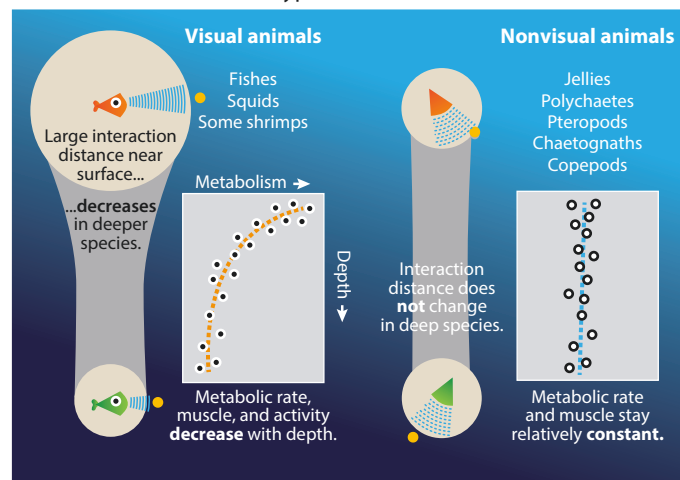 Visual animals
Fishes
Squids
Some shrimps
Large interaction
distance near
surface...
...decreases
in deeper
species.
Metabolism
Depth
Metabolic rate,
muscle, and activity
decrease with depth.
Nonvisual animals
Jellies
Polychaetes
Pteropods
Chaetognaths
Copepods
Interaction
distance does
not change
in deep species.
Metabolic rate
and muscle stay
relatively constant.